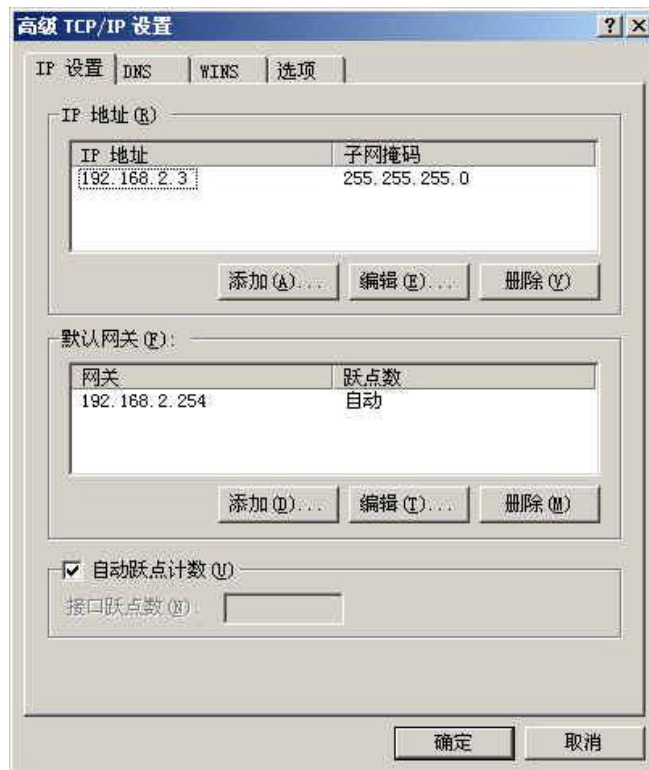 高级 TCP/IP 设置
IP 设置 DNS WINS 选项
IP 地址(R)
IP 地址 子网掩码
192.168.2.3 255.255.255.0
添加(A)... 编辑(E)... 删除(V)
默认网关(F):
网关 跃点数
192.168.2.254 自动
添加(D)... 编辑(T)... 删除(M)
自动跃点计数(U)
接口跃点数(N):
确定 取消